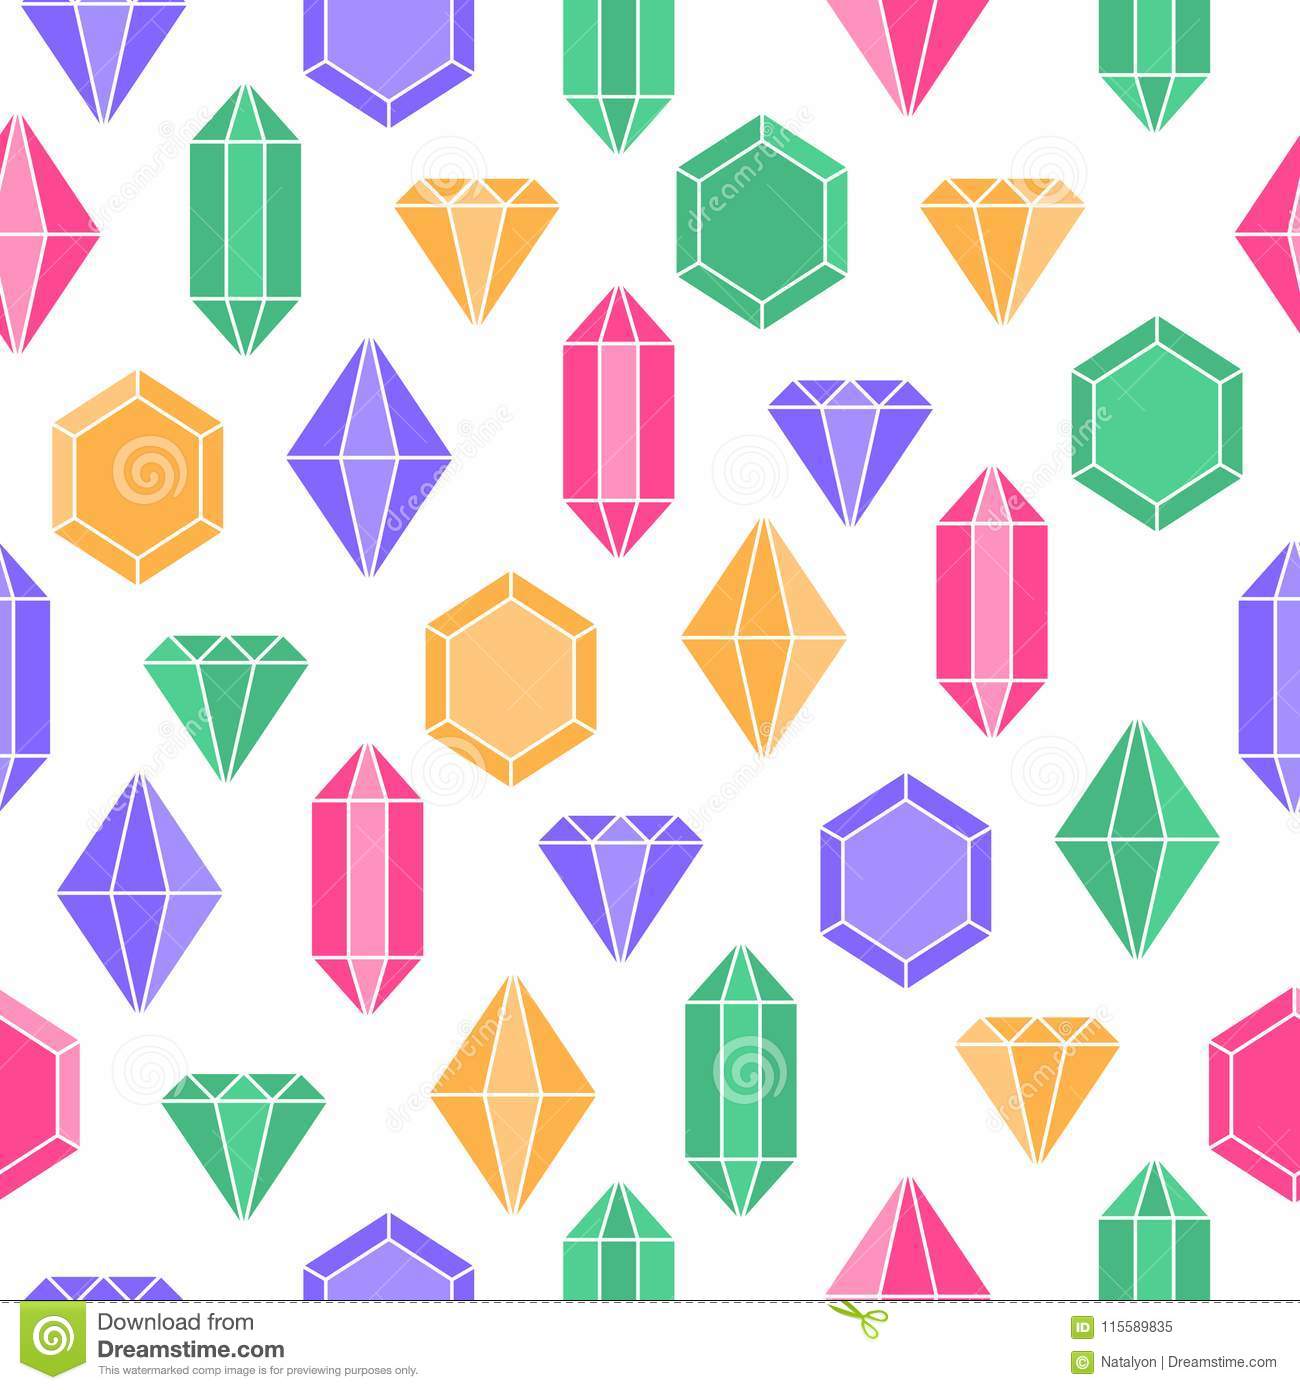 Download from
Dreamstime.com
This watermarked comp image is for previewing purposes only.
ID 115589835
© Natalyon | Dreamstime.com